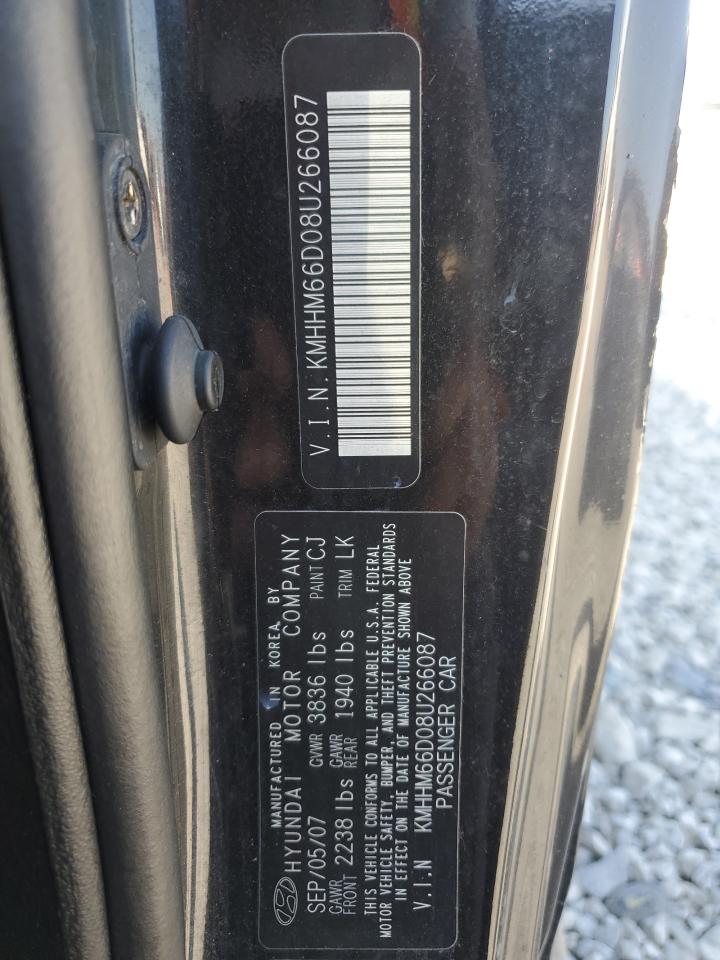 V.I.N. KMHHM66D08U266087
MANUFACTURED IN KOREA BY
HYUNDAI MOTOR COMPANY
SEP/05/07 GVWR 3836 lbs PAINT CJ
GAWR FRONT 2238 lbs GAWR REAR 1940 lbs TRIM LK
THIS VEHICLE CONFORMS TO ALL APPLICABLE U.S.A. FEDERAL
MOTOR VEHICLE SAFETY, BUMPER, AND THEFT PREVENTION STANDARDS
IN EFFECT ON THE DATE OF MANUFACTURE SHOWN ABOVE
V.I.N KMHHM66D08U266087
PASSENGER CAR